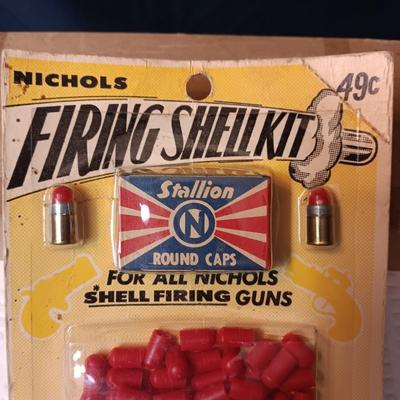 NICHOLS
49c
FIRING SHELL KIT
Stallion
N
ROUND CAPS
FOR ALL NICHOLS
SHELL FIRING GUNS